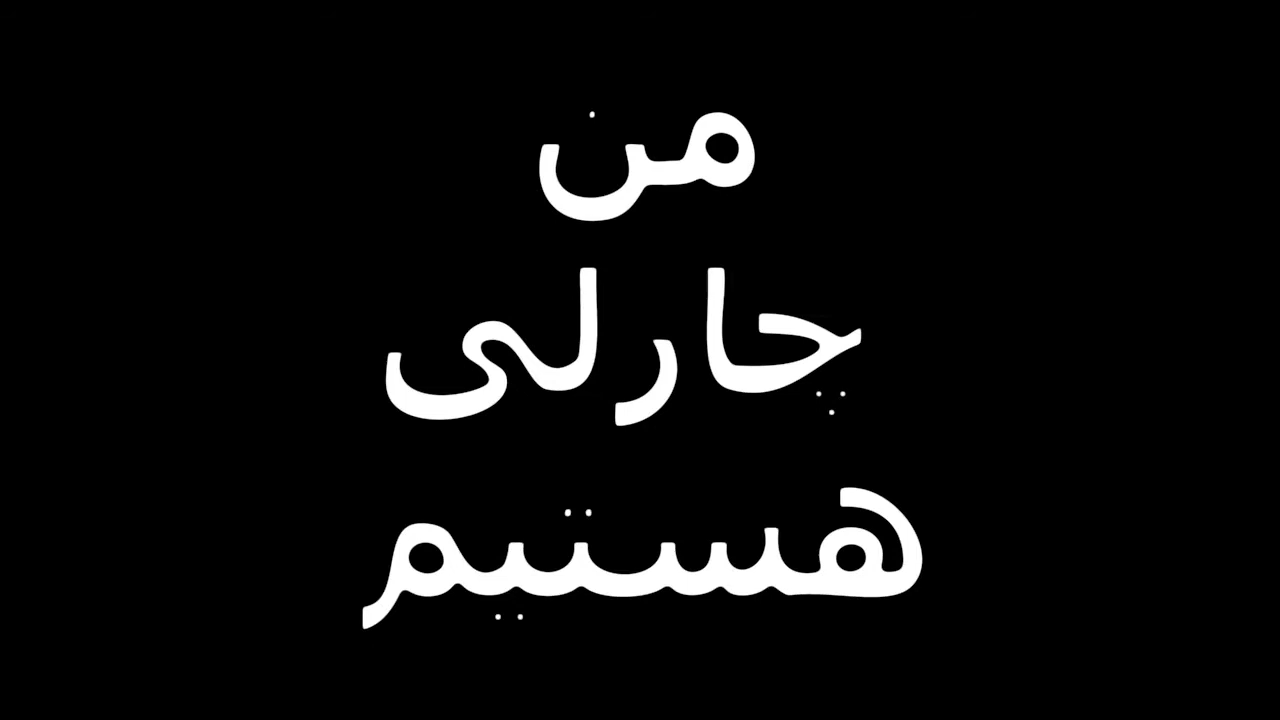 من
چارلی
هستیم